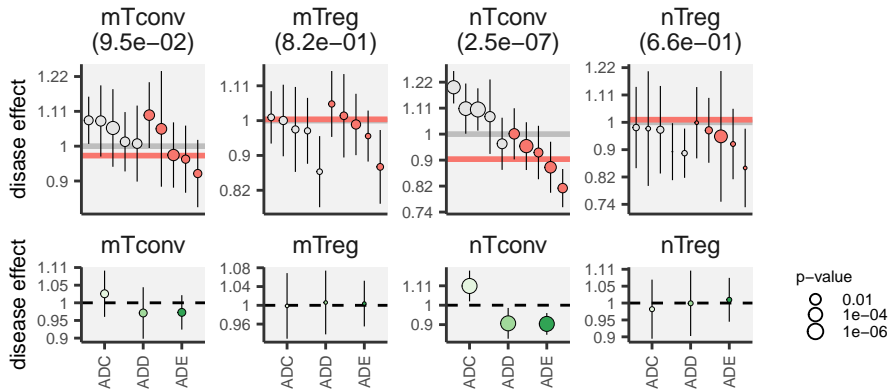 mTconv
(9.5e−02)
mTreg
(8.2e−01)
nTconv
(2.5e−07)
nTreg
(6.6e−01)
disase effect
1.22
1.11
1
0.9
1.11
1
0.9
0.82
1.22
1.11
1
0.9
0.82
0.74
1.22
1.11
1
0.9
0.82
0.74
mTconv
mTreg
nTconv
nTreg
disease effect
1.11
1.05
1
0.95
0.9
1.08
1.04
1
0.96
1.11
1
0.9
1.11
1.05
1
0.95
0.9
ADC
ADD
ADE
ADC
ADD
ADE
ADC
ADD
ADE
ADC
ADD
ADE
p−value
0.01
1e−04
1e−06